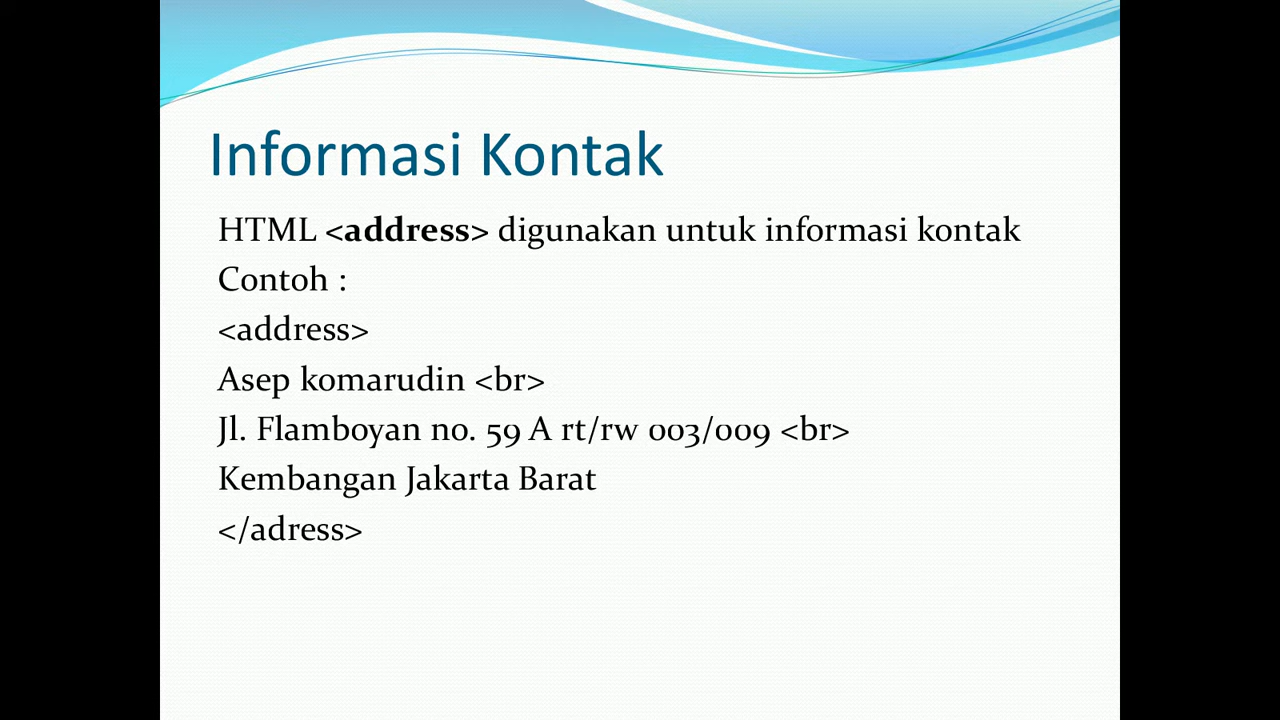 Informasi Kontak
HTML <address> digunakan untuk informasi kontak
Contoh :
<address>
Asep komarudin <br>
Jl. Flamboyan no. 59 A rt/rw 003/009 <br>
Kembangan Jakarta Barat
</adress>